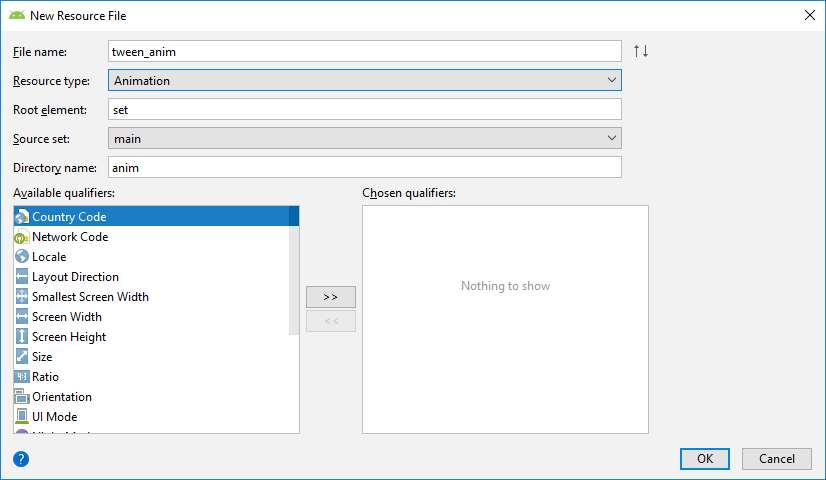 New Resource File
File name: tween_anim
Resource type: Animation
Root element: set
Source set: main
Directory name: anim
Available qualifiers: Chosen qualifiers:
Country Code
Network Code
Locale
Layout Direction
Smallest Screen Width
Screen Width
Screen Height
Size
Ratio
Orientation
UI Mode
>>
<<
Nothing to show
?
OK Cancel